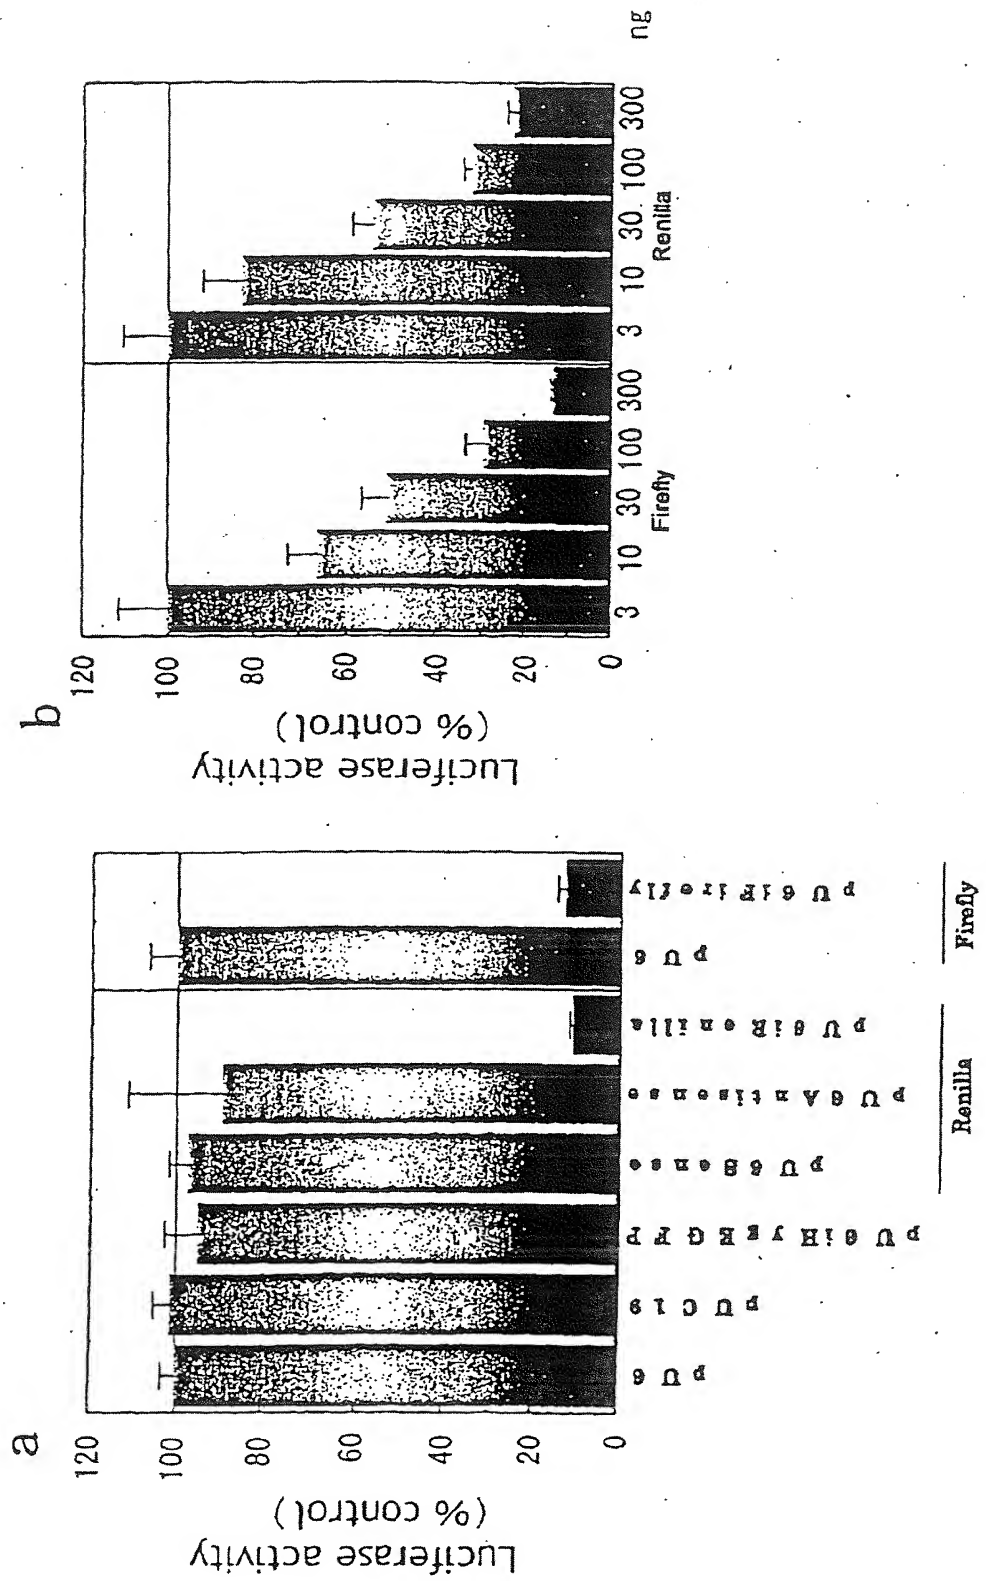 a
Luciferase activity
(% control)
120
100
80
60
40
20
0
pU6
pUC19
pU6iHygEGFP
pU6Sense
pU6Antisense
pU6iRenilla
pU6
pU6iFirefly
Renilla
Firefly
b
Luciferase activity
(% control)
120
100
80
60
40
20
0
3
10
30
100
300
3
10
30
100
300
ng
Firefly
Renilla